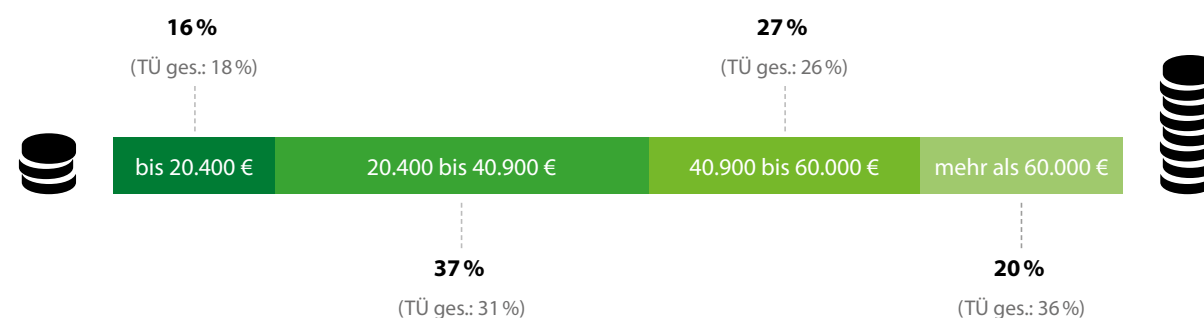 16 %
(TÜ ges.: 18 %)
27 %
(TÜ ges.: 26 %)
bis 20.400 €
20.400 bis 40.900 €
40.900 bis 60.000 €
mehr als 60.000 €
37 %
(TÜ ges.: 31 %)
20 %
(TÜ ges.: 36 %)